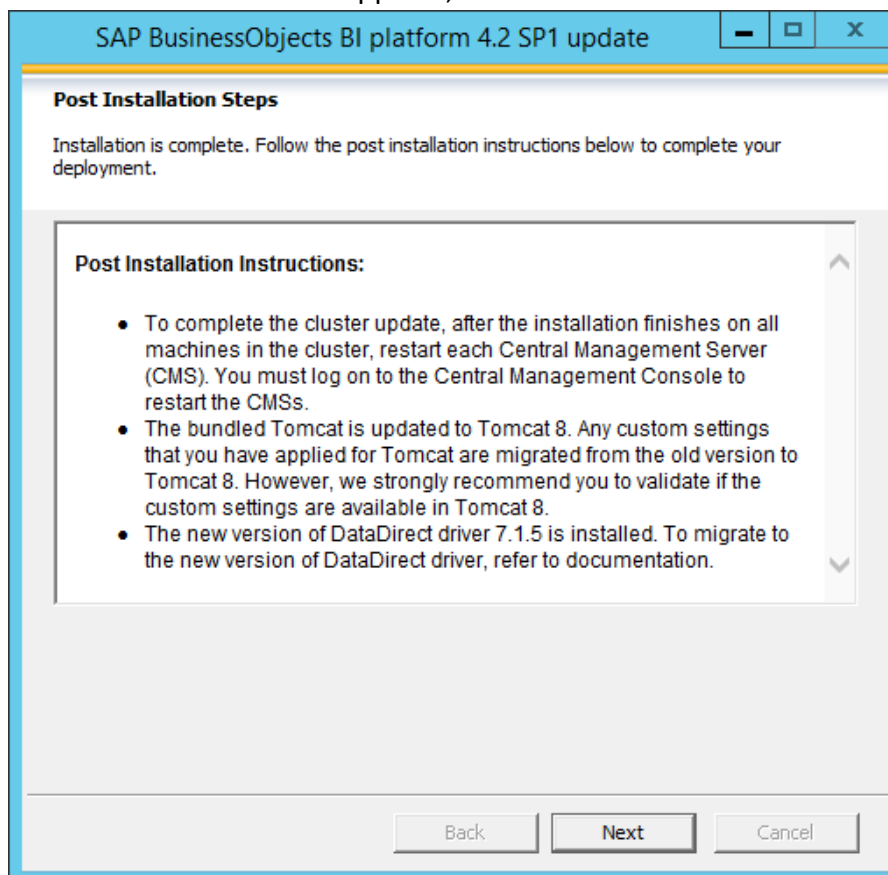 SAP BusinessObjects BI platform 4.2 SP1 update
Post Installation Steps
Installation is complete. Follow the post installation instructions below to complete your
deployment.
Post Installation Instructions:
● To complete the cluster update, after the installation finishes on all
machines in the cluster, restart each Central Management Server
(CMS). You must log on to the Central Management Console to
restart the CMSs.
● The bundled Tomcat is updated to Tomcat 8. Any custom settings
that you have applied for Tomcat are migrated from the old version to
Tomcat 8. However, we strongly recommend you to validate if the
custom settings are available in Tomcat 8.
● The new version of DataDirect driver 7.1.5 is installed. To migrate to
the new version of DataDirect driver, refer to documentation.
Back Next Cancel